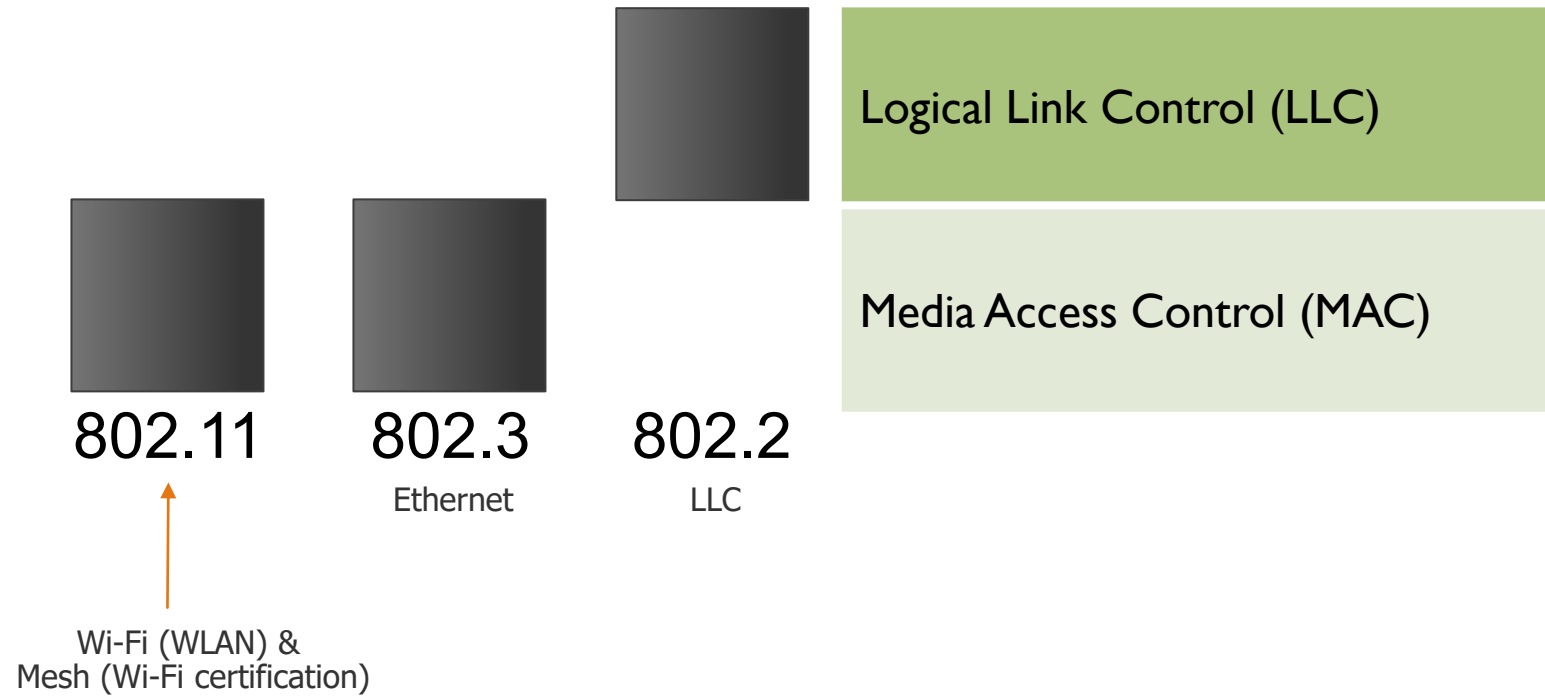 Logical Link Control (LLC)
Media Access Control (MAC)
802.11
802.3
802.2
Ethernet
LLC
Wi-Fi (WLAN) &
Mesh (Wi-Fi certification)